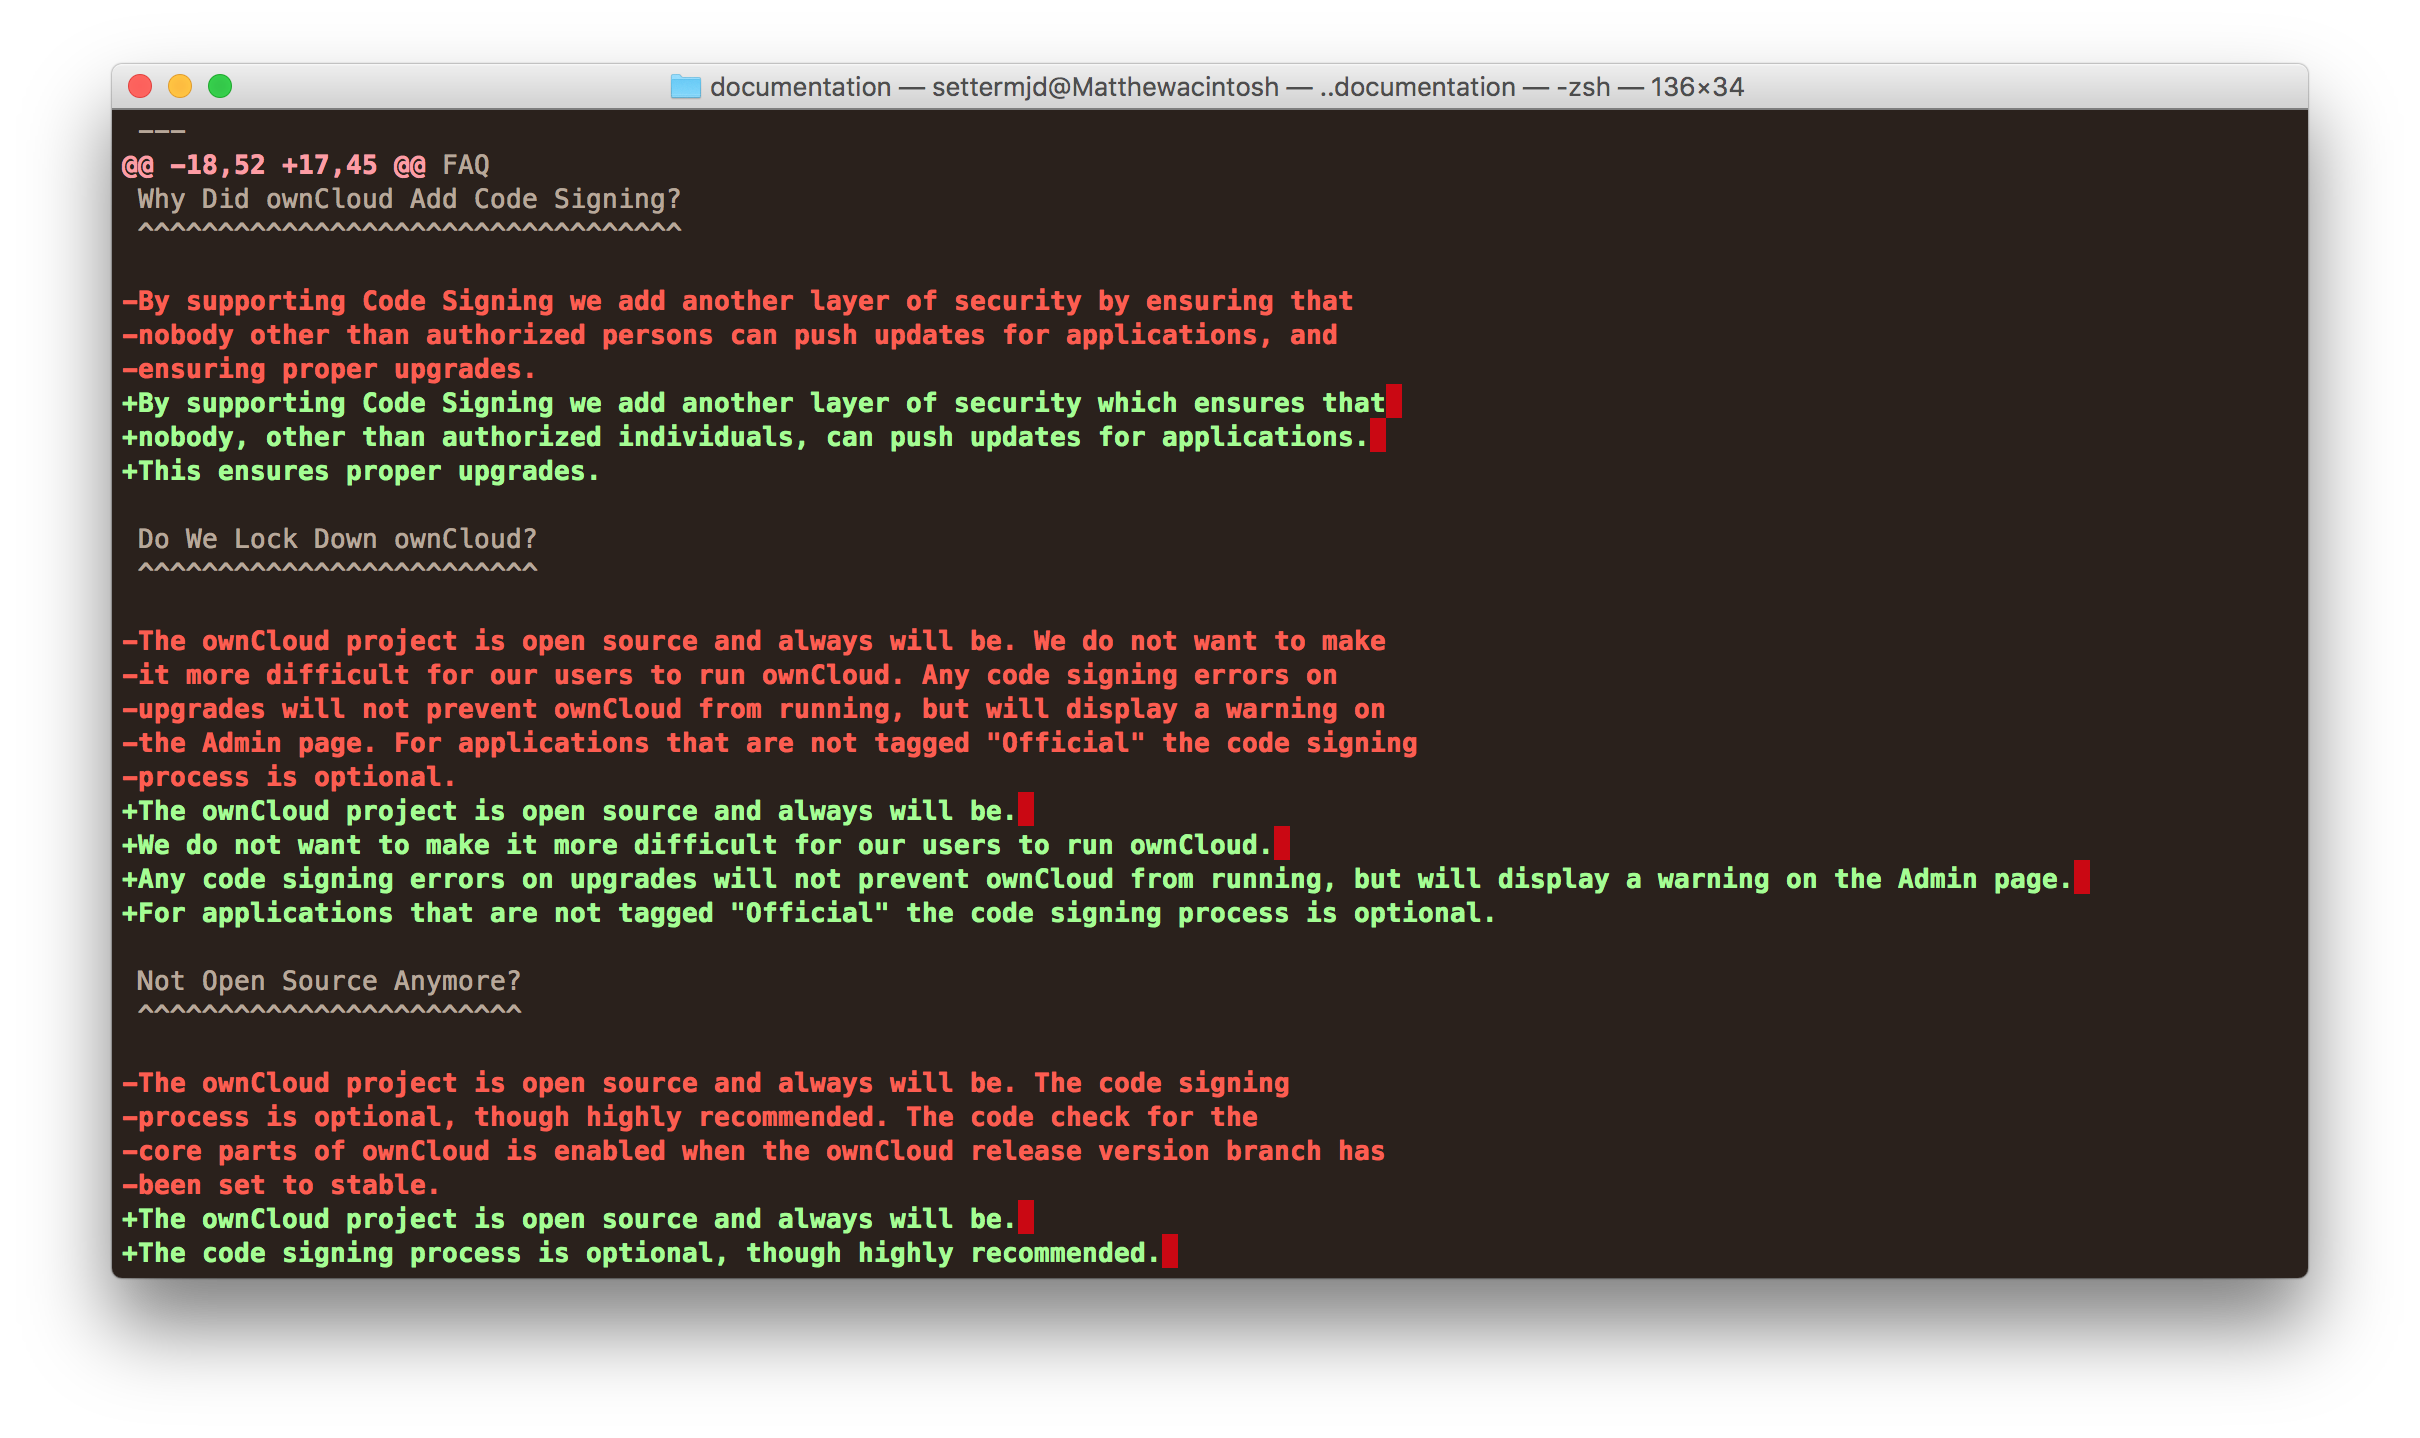 documentation — settermjd@Matthewacintosh — ..documentation — -zsh — 136×34
 ---
@@ -18,52 +17,45 @@ FAQ
 Why Did ownCloud Add Code Signing?
 ^^^^^^^^^^^^^^^^^^^^^^^^^^^^^^^^^^
-By supporting Code Signing we add another layer of security by ensuring that
-nobody other than authorized persons can push updates for applications, and
-ensuring proper upgrades.
+By supporting Code Signing we add another layer of security which ensures that
+nobody, other than authorized individuals, can push updates for applications.
+This ensures proper upgrades.
 Do We Lock Down ownCloud?
 ^^^^^^^^^^^^^^^^^^^^^^^^^
-The ownCloud project is open source and always will be. We do not want to make
-it more difficult for our users to run ownCloud. Any code signing errors on
-upgrades will not prevent ownCloud from running, but will display a warning on
-the Admin page. For applications that are not tagged "Official" the code signing
-process is optional.
+The ownCloud project is open source and always will be.
+We do not want to make it more difficult for our users to run ownCloud.
+Any code signing errors on upgrades will not prevent ownCloud from running, but will display a warning on the Admin page.
+For applications that are not tagged "Official" the code signing process is optional.
 Not Open Source Anymore?
 ^^^^^^^^^^^^^^^^^^^^^^^^
-The ownCloud project is open source and always will be. The code signing
-process is optional, though highly recommended. The code check for the
-core parts of ownCloud is enabled when the ownCloud release version branch has
-been set to stable.
+The ownCloud project is open source and always will be.
+The code signing process is optional, though highly recommended.